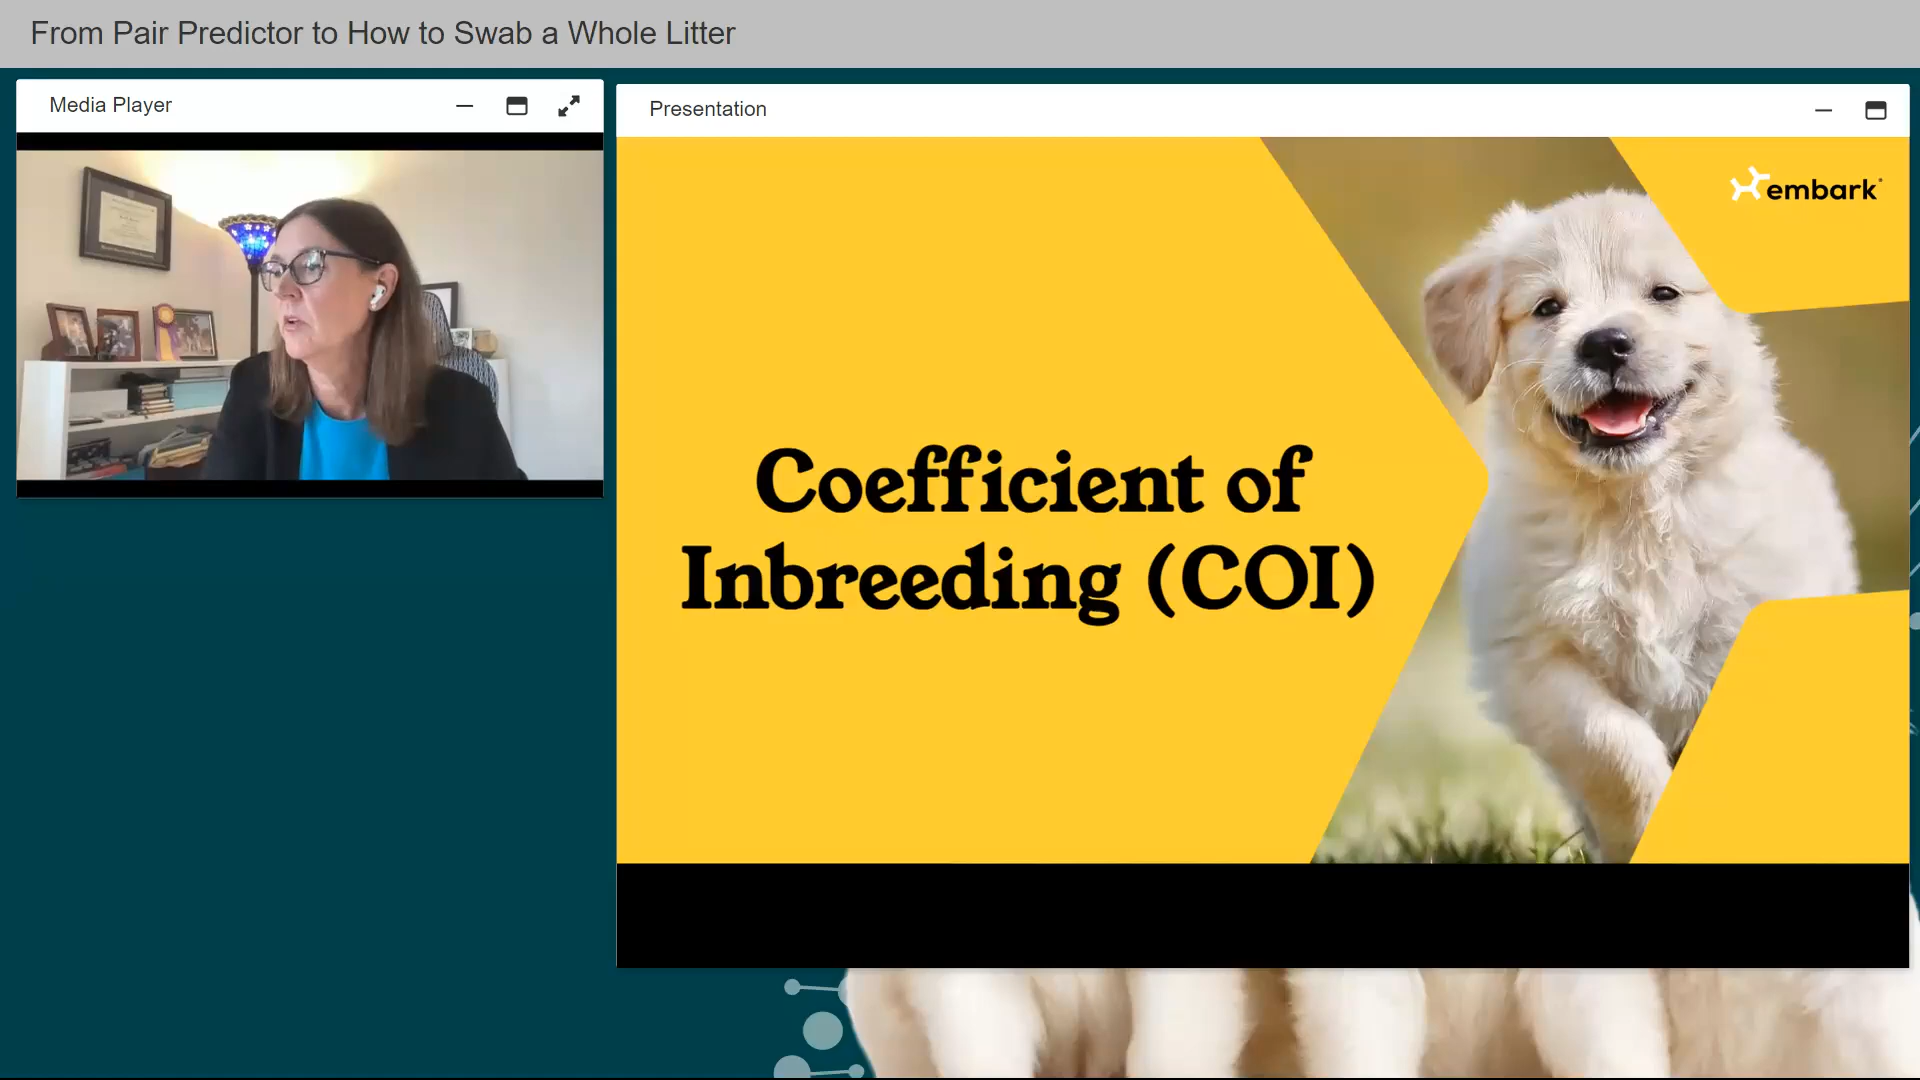 From Pair Predictor to How to Swab a Whole Litter
Media Player
Presentation
embark
Coefficient of
Inbreeding (COI)